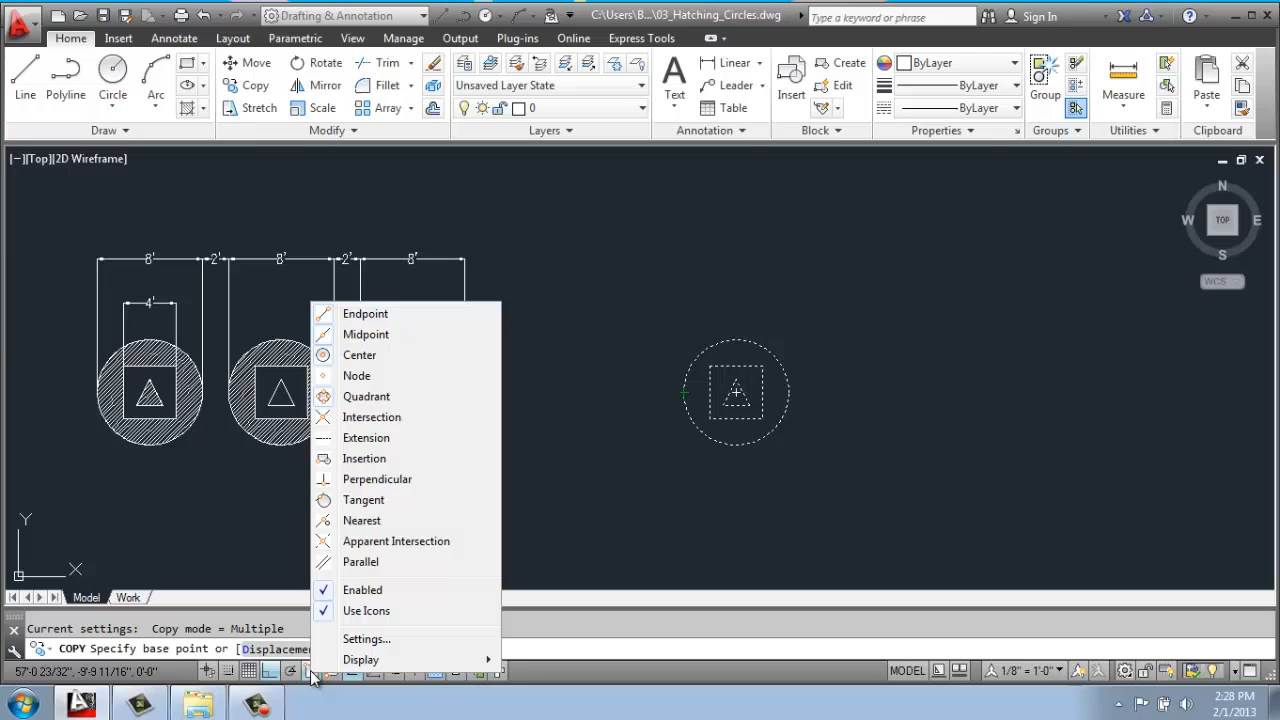 Drafting & Annotation
C:\Users\B...\03_Hatching_Circles.dwg
Type a keyword or phrase
Sign In
Home Insert Annotate Layout Parametric View Manage Output Plug-ins Online Express Tools
Line Polyline Circle Arc
Move Rotate Trim
Copy Mirror Fillet
Stretch Scale Array
Unsaved Layer State
0
Text
Linear
Leader
Table
Insert
Create
Edit
ByLayer
ByLayer
ByLayer
Group
Measure
Paste
Draw Modify Layers Annotation Block Properties Groups Utilities Clipboard
[−][Top][2D Wireframe]
N
W TOP E
S
WCS
8' 2' 8' 2' 8'
4'
Endpoint
Midpoint
Center
Node
Quadrant
Intersection
Extension
Insertion
Perpendicular
Tangent
Nearest
Apparent Intersection
Parallel
Enabled
Use Icons
Settings...
Display
Y
X
Model Work
Current settings: Copy mode = Multiple
COPY Specify base point or [Displacemen
57'-0 23/32", -9'-9 11/16", 0'-0"
MODEL
1/8" = 1'-0"
2:28 PM
2/1/2013